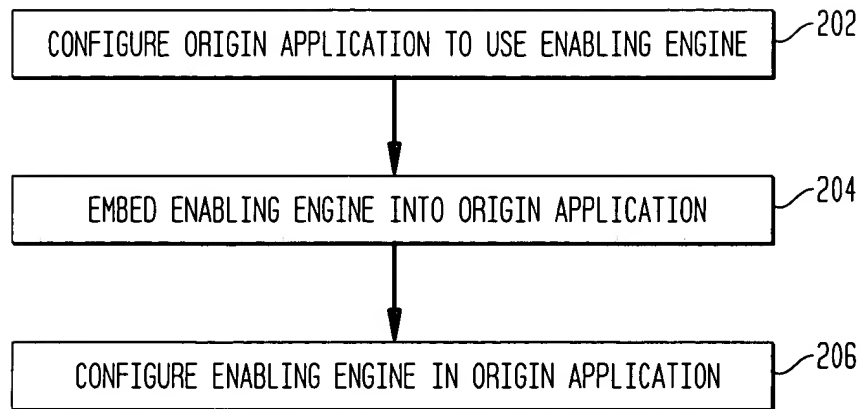 CONFIGURE ORIGIN APPLICATION TO USE ENABLING ENGINE
202
EMBED ENABLING ENGINE INTO ORIGIN APPLICATION
204
CONFIGURE ENABLING ENGINE IN ORIGIN APPLICATION
206